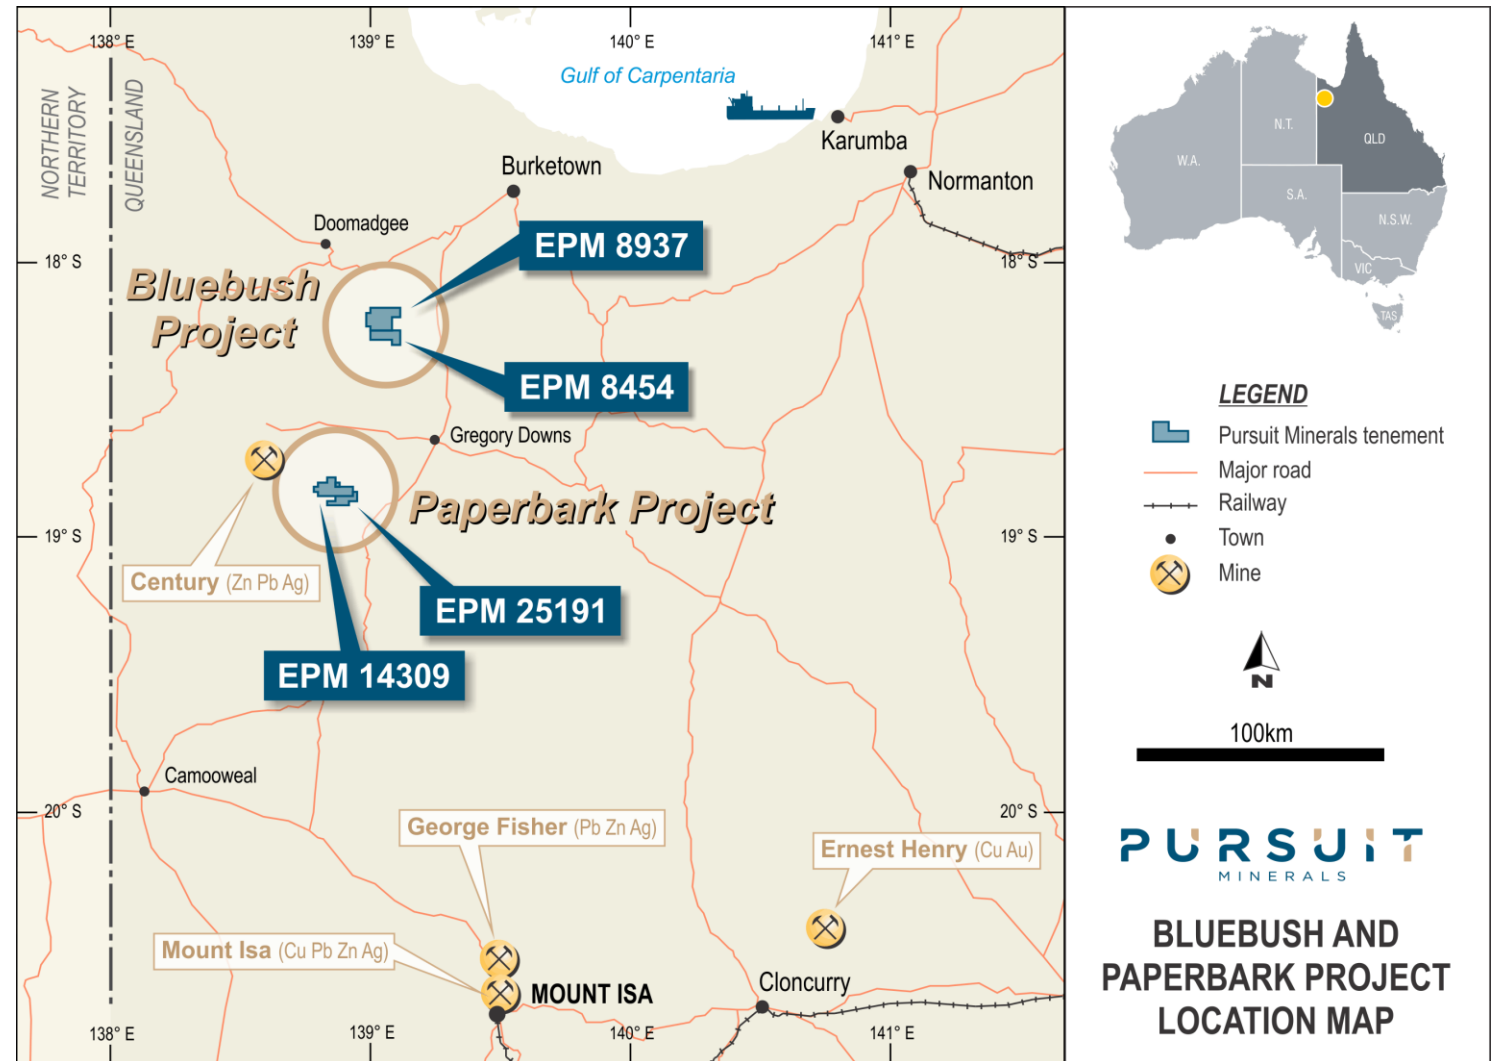 138° E
139° E
140° E
141° E
NORTHERN
TERRITORY
QUEENSLAND
Gulf of Carpentaria
Karumba
Burketown
Normanton
Doomadgee
EPM 8937
18° S
18° S
Bluebush
Project
EPM 8454
Gregory Downs
Paperbark Project
19° S
19° S
Century (Zn Pb Ag)
EPM 25191
EPM 14309
Camooweal
20° S
20° S
George Fisher (Pb Zn Ag)
Ernest Henry (Cu Au)
Mount Isa (Cu Pb Zn Ag)
MOUNT ISA
Cloncurry
138° E
139° E
140° E
141° E
W.A.
N.T.
QLD
S.A.
N.S.W.
VIC
TAS
LEGEND
Pursuit Minerals tenement
Major road
Railway
Town
Mine
N
100km
PURSUIT
MINERALS
BLUEBUSH AND
PAPERBARK PROJECT
LOCATION MAP